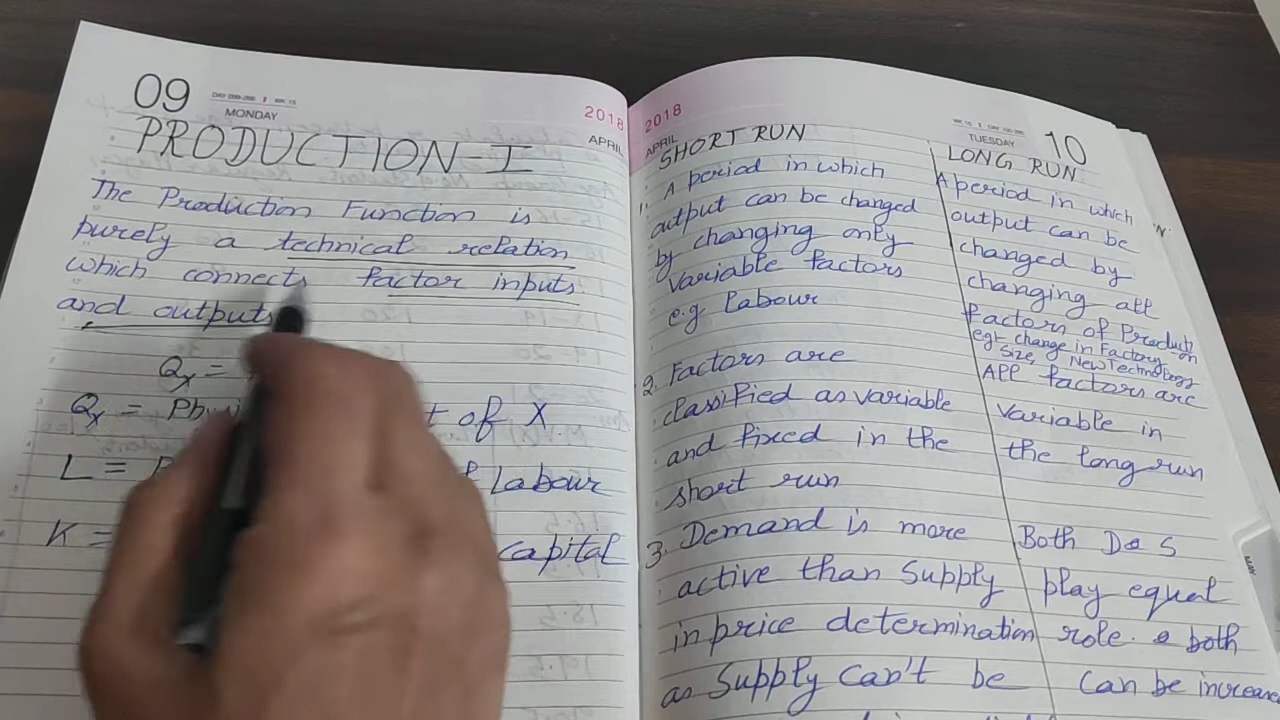 09
MONDAY
2018
APRIL
PRODUCTION-I
The Production Function is
purely a technical relation
which connects factor inputs
and outputs
Qx =
Qx = of X
L = Labour
K = capital
2018
APRIL
TUESDAY
10
SHORT RUN
1. A period in which
output can be changed
by changing only
variable factors
e.g labour
2. Factors are
classified as variable
and fixed in the
short run
3. Demand is more
active than supply
in price determination
as supply can't be
LONG RUN
A period in which
output can be
changed by
changing all
factors of Production
eg:- change in Factory
Size, New Technology
All factors are
variable in
the long run
Both D & S
play equal
role. both
can be increase
MAY